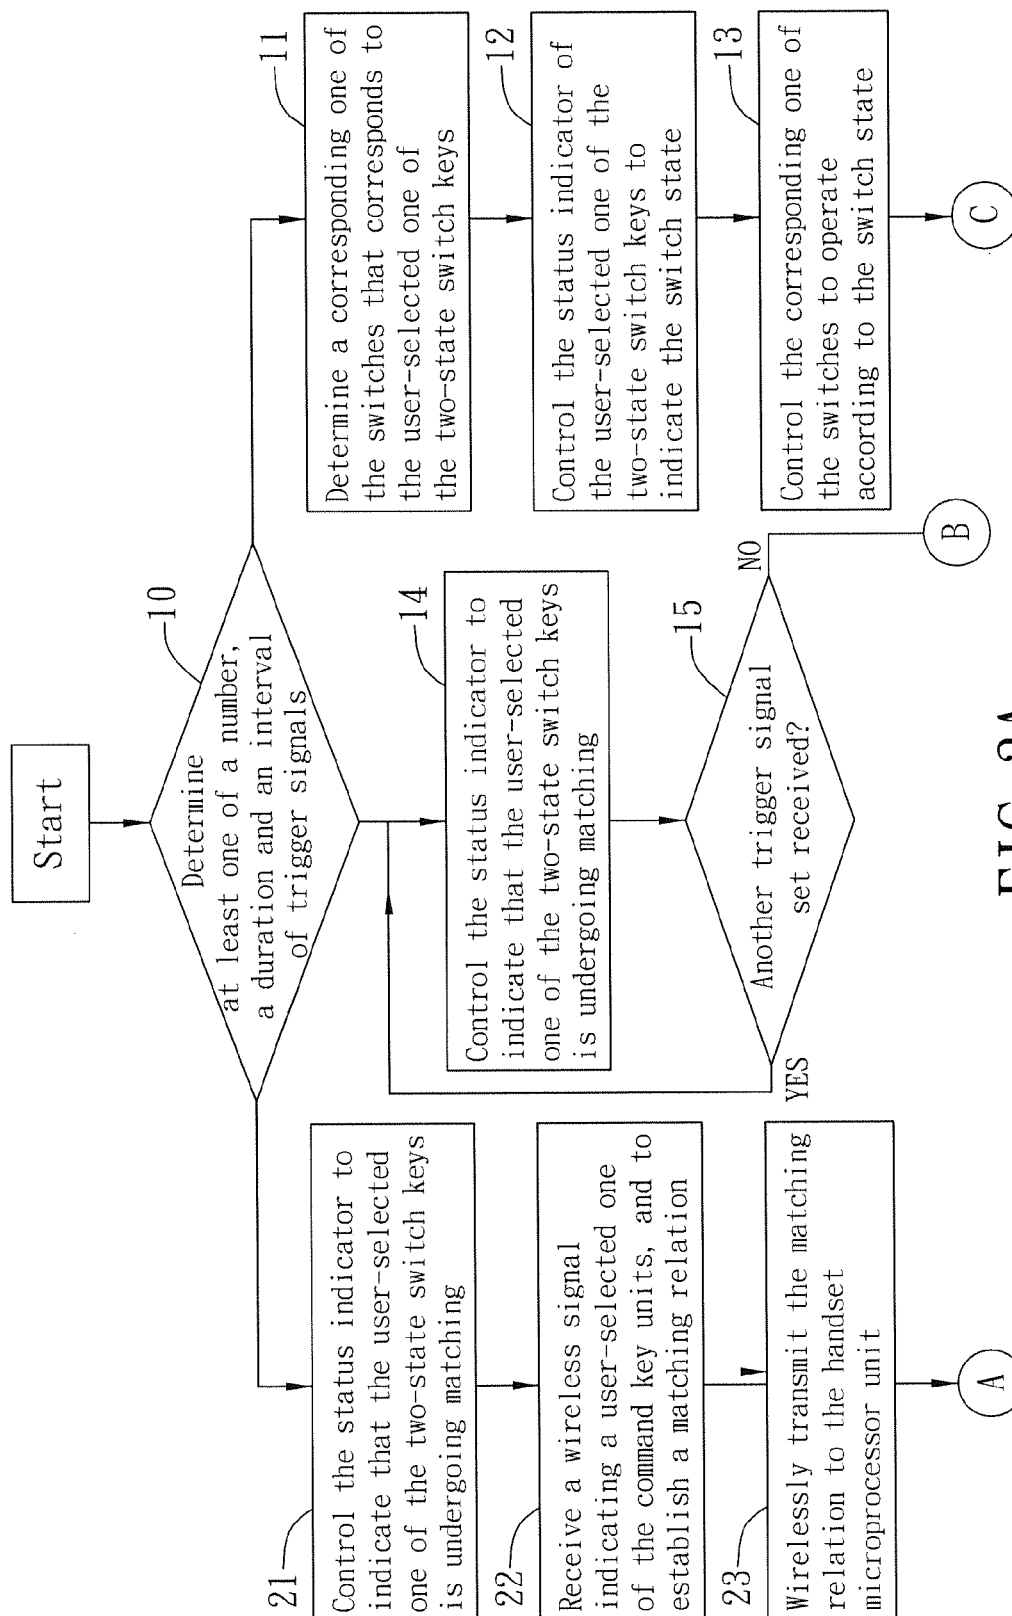 Start
10
Determine
at least one of a number,
a duration and an interval
of trigger signals
21
Control the status indicator to
indicate that the user-selected
one of the two-state switch keys
is undergoing matching
22
Receive a wireless signal
indicating a user-selected one
of the command key units, and to
establish a matching relation
23
Wirelessly transmit the matching
relation to the handset
microprocessor unit
A
14
Control the status indicator to
indicate that the user-selected
one of the two-state switch keys
is undergoing matching
15
Another trigger signal
set received?
YES
NO
B
11
Determine a corresponding one of
the switches that corresponds to
the user-selected one of
the two-state switch keys
12
Control the status indicator of
the user-selected one of the
two-state switch keys to
indicate the switch state
13
Control the corresponding one of
the switches to operate
according to the switch state
C